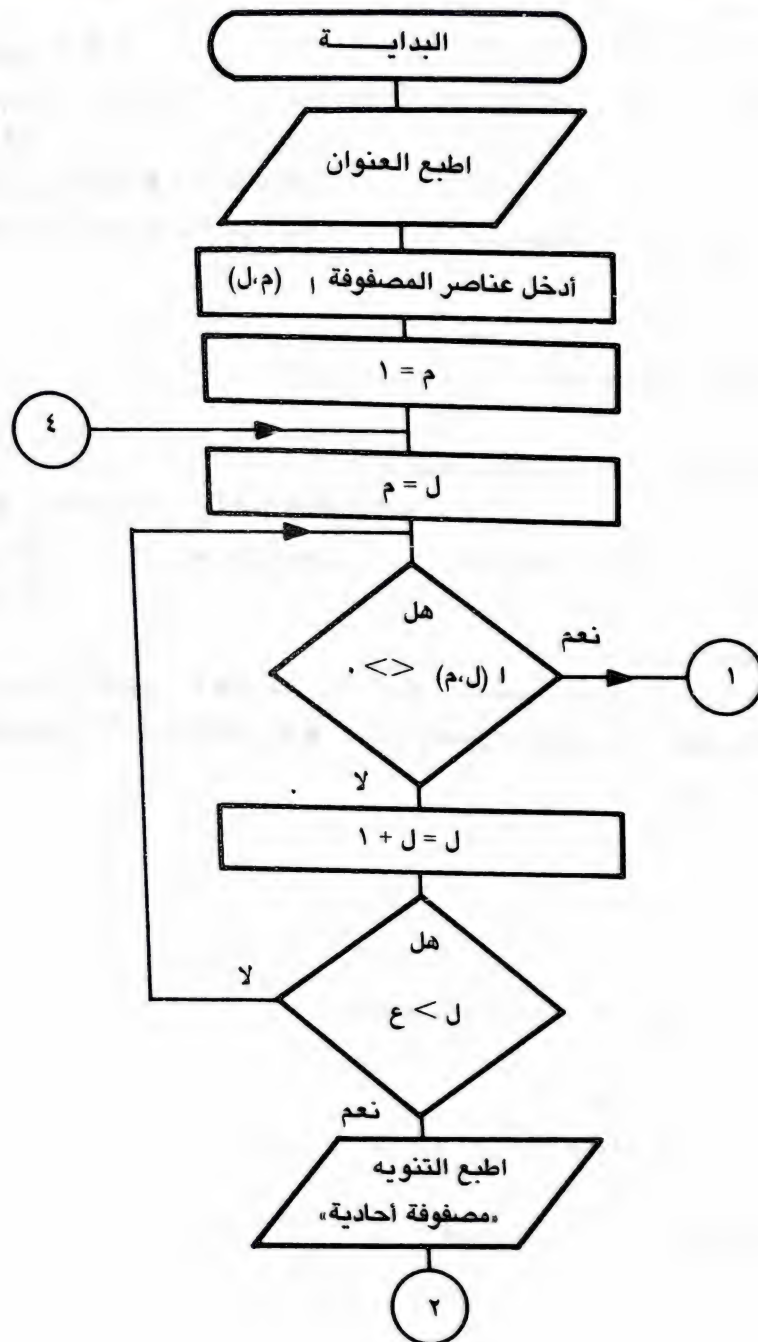 البدايـــــة
اطبع العنوان
أدخل عناصر المصفوفة ا (م،ل)
م = ١
٤
ل = م
هل
ا (ل،م) <> ٠
نعم
١
لا
ل = ل + ١
هل
ل > ع
لا
نعم
اطبع التنويه
«مصفوفة أحادية»
٢